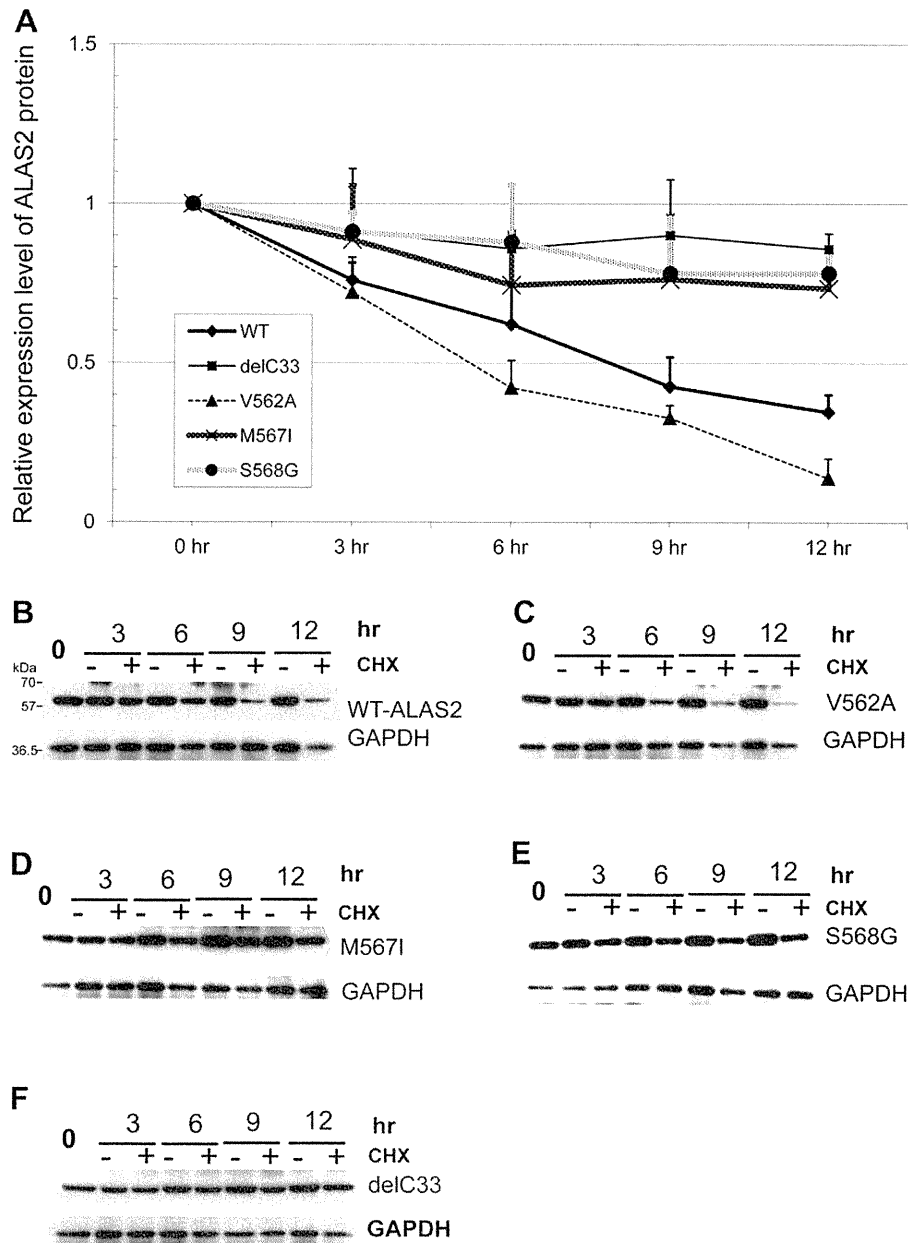 A
Relative expression level of ALAS2 protein
1.5
1
0.5
0
WT
delC33
V562A
M567I
S568G
0 hr 3 hr 6 hr 9 hr 12 hr
B
0 3 6 9 12 hr
- + - + - + - + CHX
kDa
70-
57-
36.5-
WT-ALAS2
GAPDH
C
0 3 6 9 12 hr
- + - + - + - + CHX
V562A
GAPDH
D
0 3 6 9 12 hr
- + - + - + - + CHX
M567I
GAPDH
E
0 3 6 9 12 hr
- + - + - + - + CHX
S568G
GAPDH
F
0 3 6 9 12 hr
- + - + - + - + CHX
delC33
GAPDH